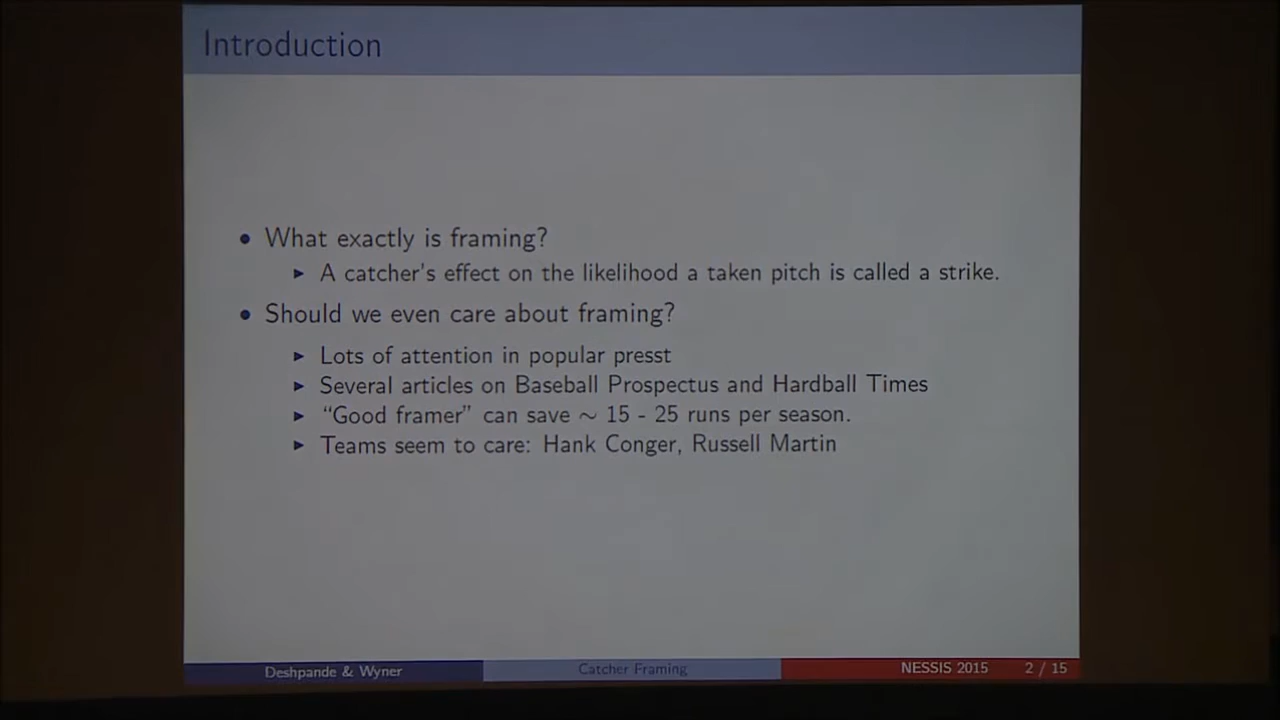 Introduction
• What exactly is framing?
▶ A catcher's effect on the likelihood a taken pitch is called a strike.
• Should we even care about framing?
▶ Lots of attention in popular presst
▶ Several articles on Baseball Prospectus and Hardball Times
▶ “Good framer” can save ∼ 15 - 25 runs per season.
▶ Teams seem to care: Hank Conger, Russell Martin
Deshpande & Wyner Catcher Framing NESSIS 2015 2 / 15